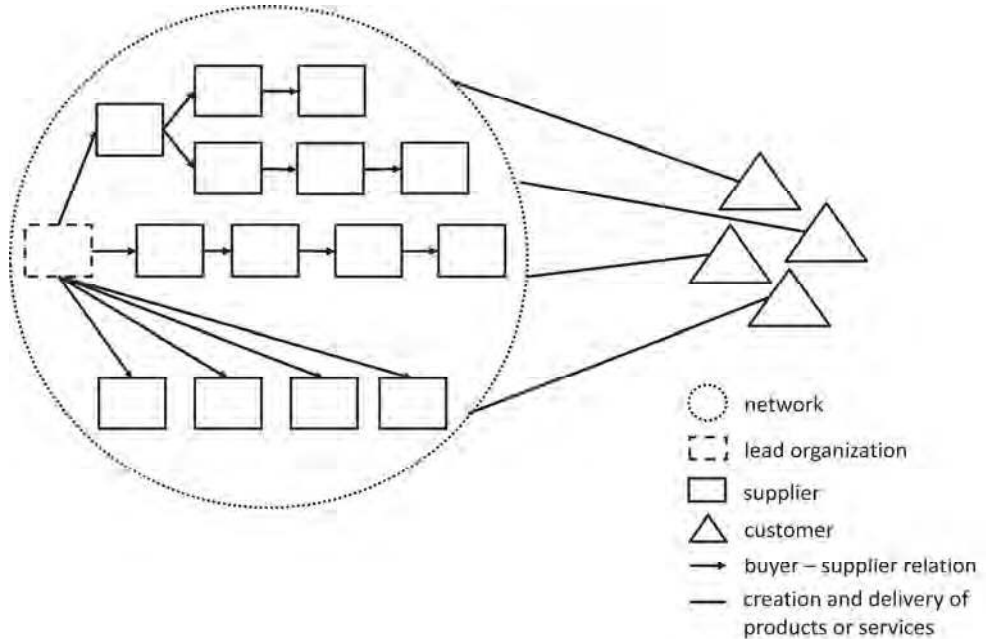 network
lead organization
supplier
customer
buyer – supplier relation
creation and delivery of
products or services